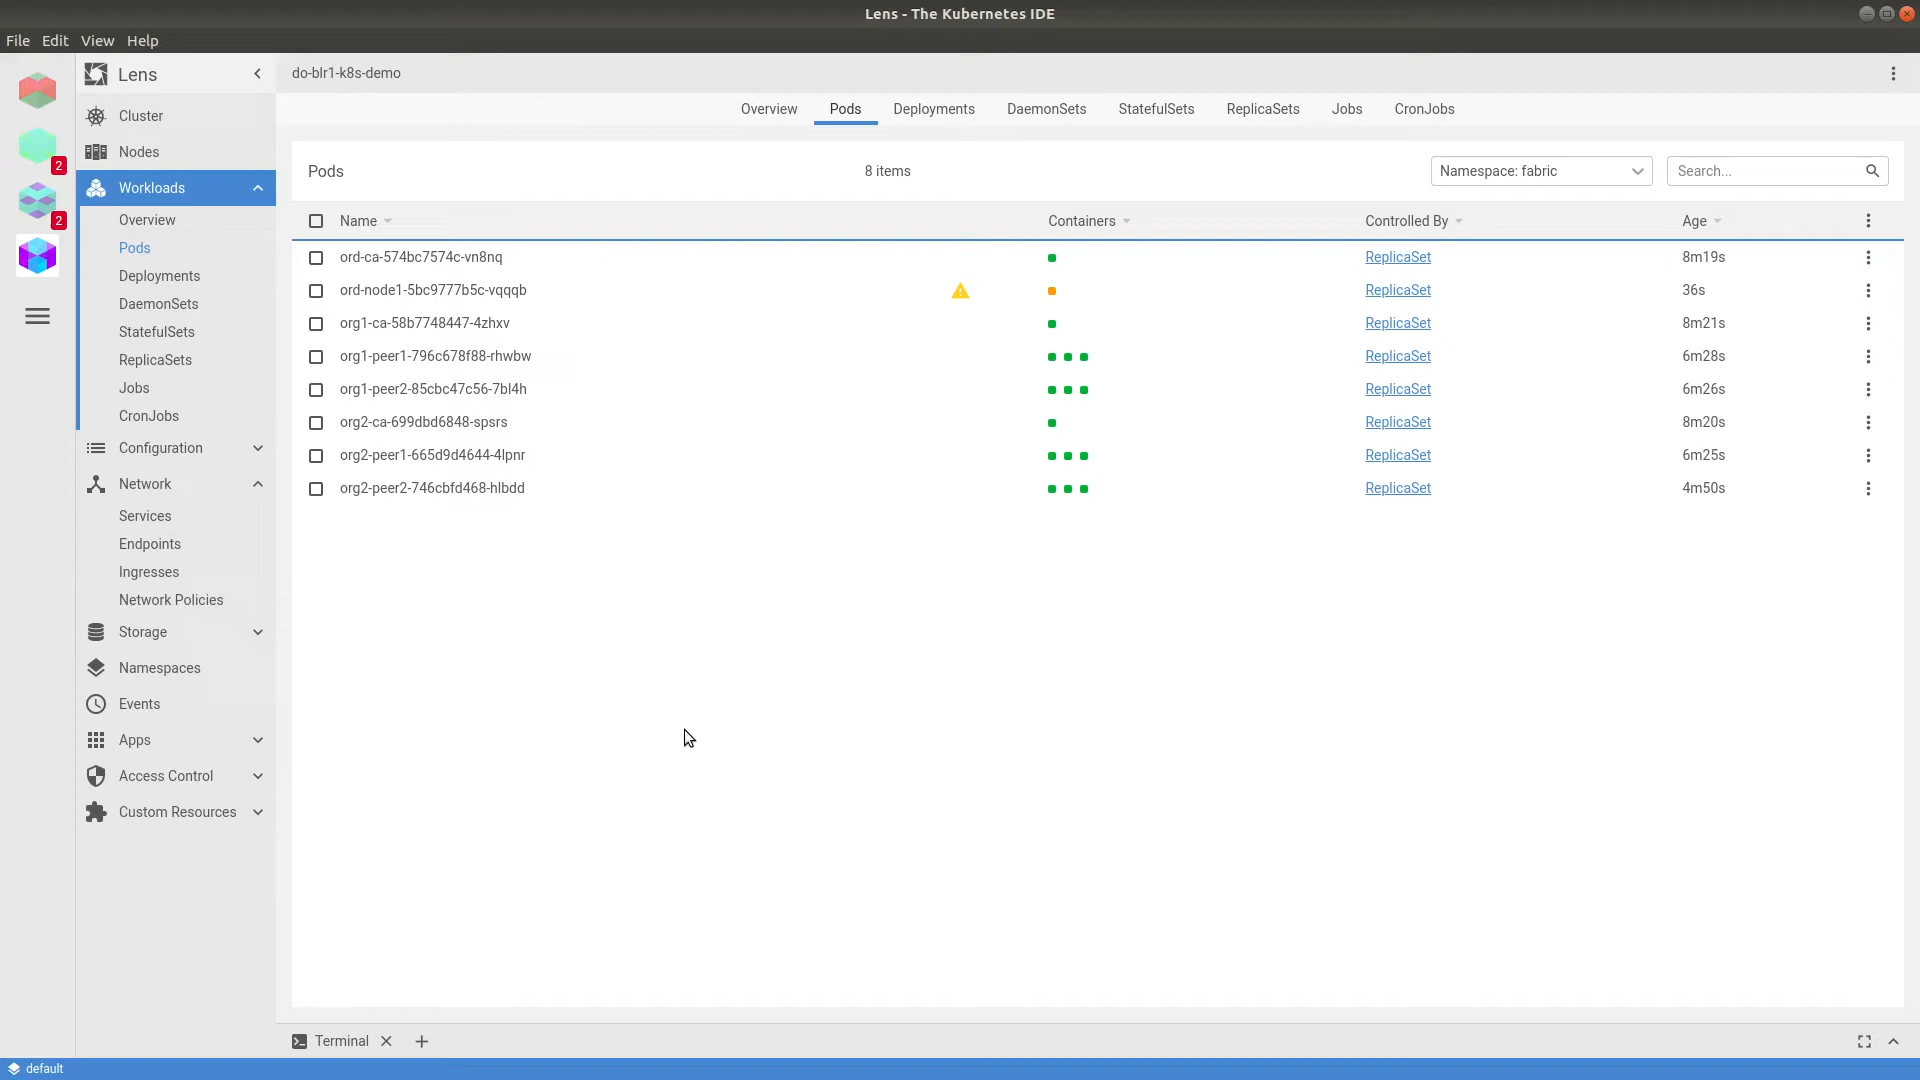 Lens - The Kubernetes IDE
File Edit View Help
Lens
do-blr1-k8s-demo
Overview Pods Deployments DaemonSets StatefulSets ReplicaSets Jobs CronJobs
2
2
Cluster
Nodes
Workloads
Overview
Pods
Deployments
DaemonSets
StatefulSets
ReplicaSets
Jobs
CronJobs
Configuration
Network
Services
Endpoints
Ingresses
Network Policies
Storage
Namespaces
Events
Apps
Access Control
Custom Resources
Pods 8 items Namespace: fabric Search...
Name Containers Controlled By Age
ord-ca-574bc7574c-vn8nq ReplicaSet 8m19s
ord-node1-5bc9777b5c-vqqqb ReplicaSet 36s
org1-ca-58b7748447-4zhxv ReplicaSet 8m21s
org1-peer1-796c678f88-rhwbw ReplicaSet 6m28s
org1-peer2-85cbc47c56-7bl4h ReplicaSet 6m26s
org2-ca-699dbd6848-spsrs ReplicaSet 8m20s
org2-peer1-665d9d4644-4lpnr ReplicaSet 6m25s
org2-peer2-746cbfd468-hlbdd ReplicaSet 4m50s
Terminal
default